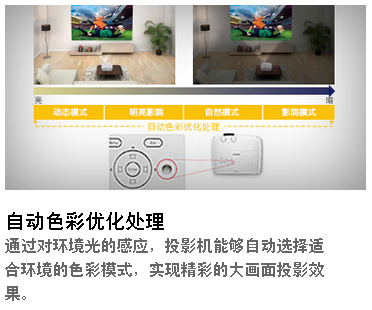 亮 暗
动态模式 明亮影院 自然模式 影院模式
自动色彩优化处理
自动色彩优化处理
通过对环境光的感应，投影机能够自动选择适
合环境的色彩模式，实现精彩的大画面投影效
果。